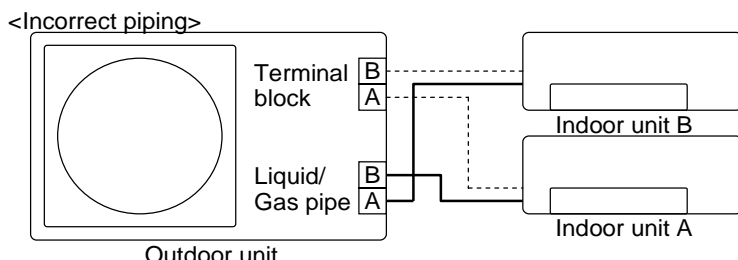 <Incorrect piping>
Terminal block
B
A
Liquid/
Gas pipe
B
A
Indoor unit B
Indoor unit A
Outdoor unit